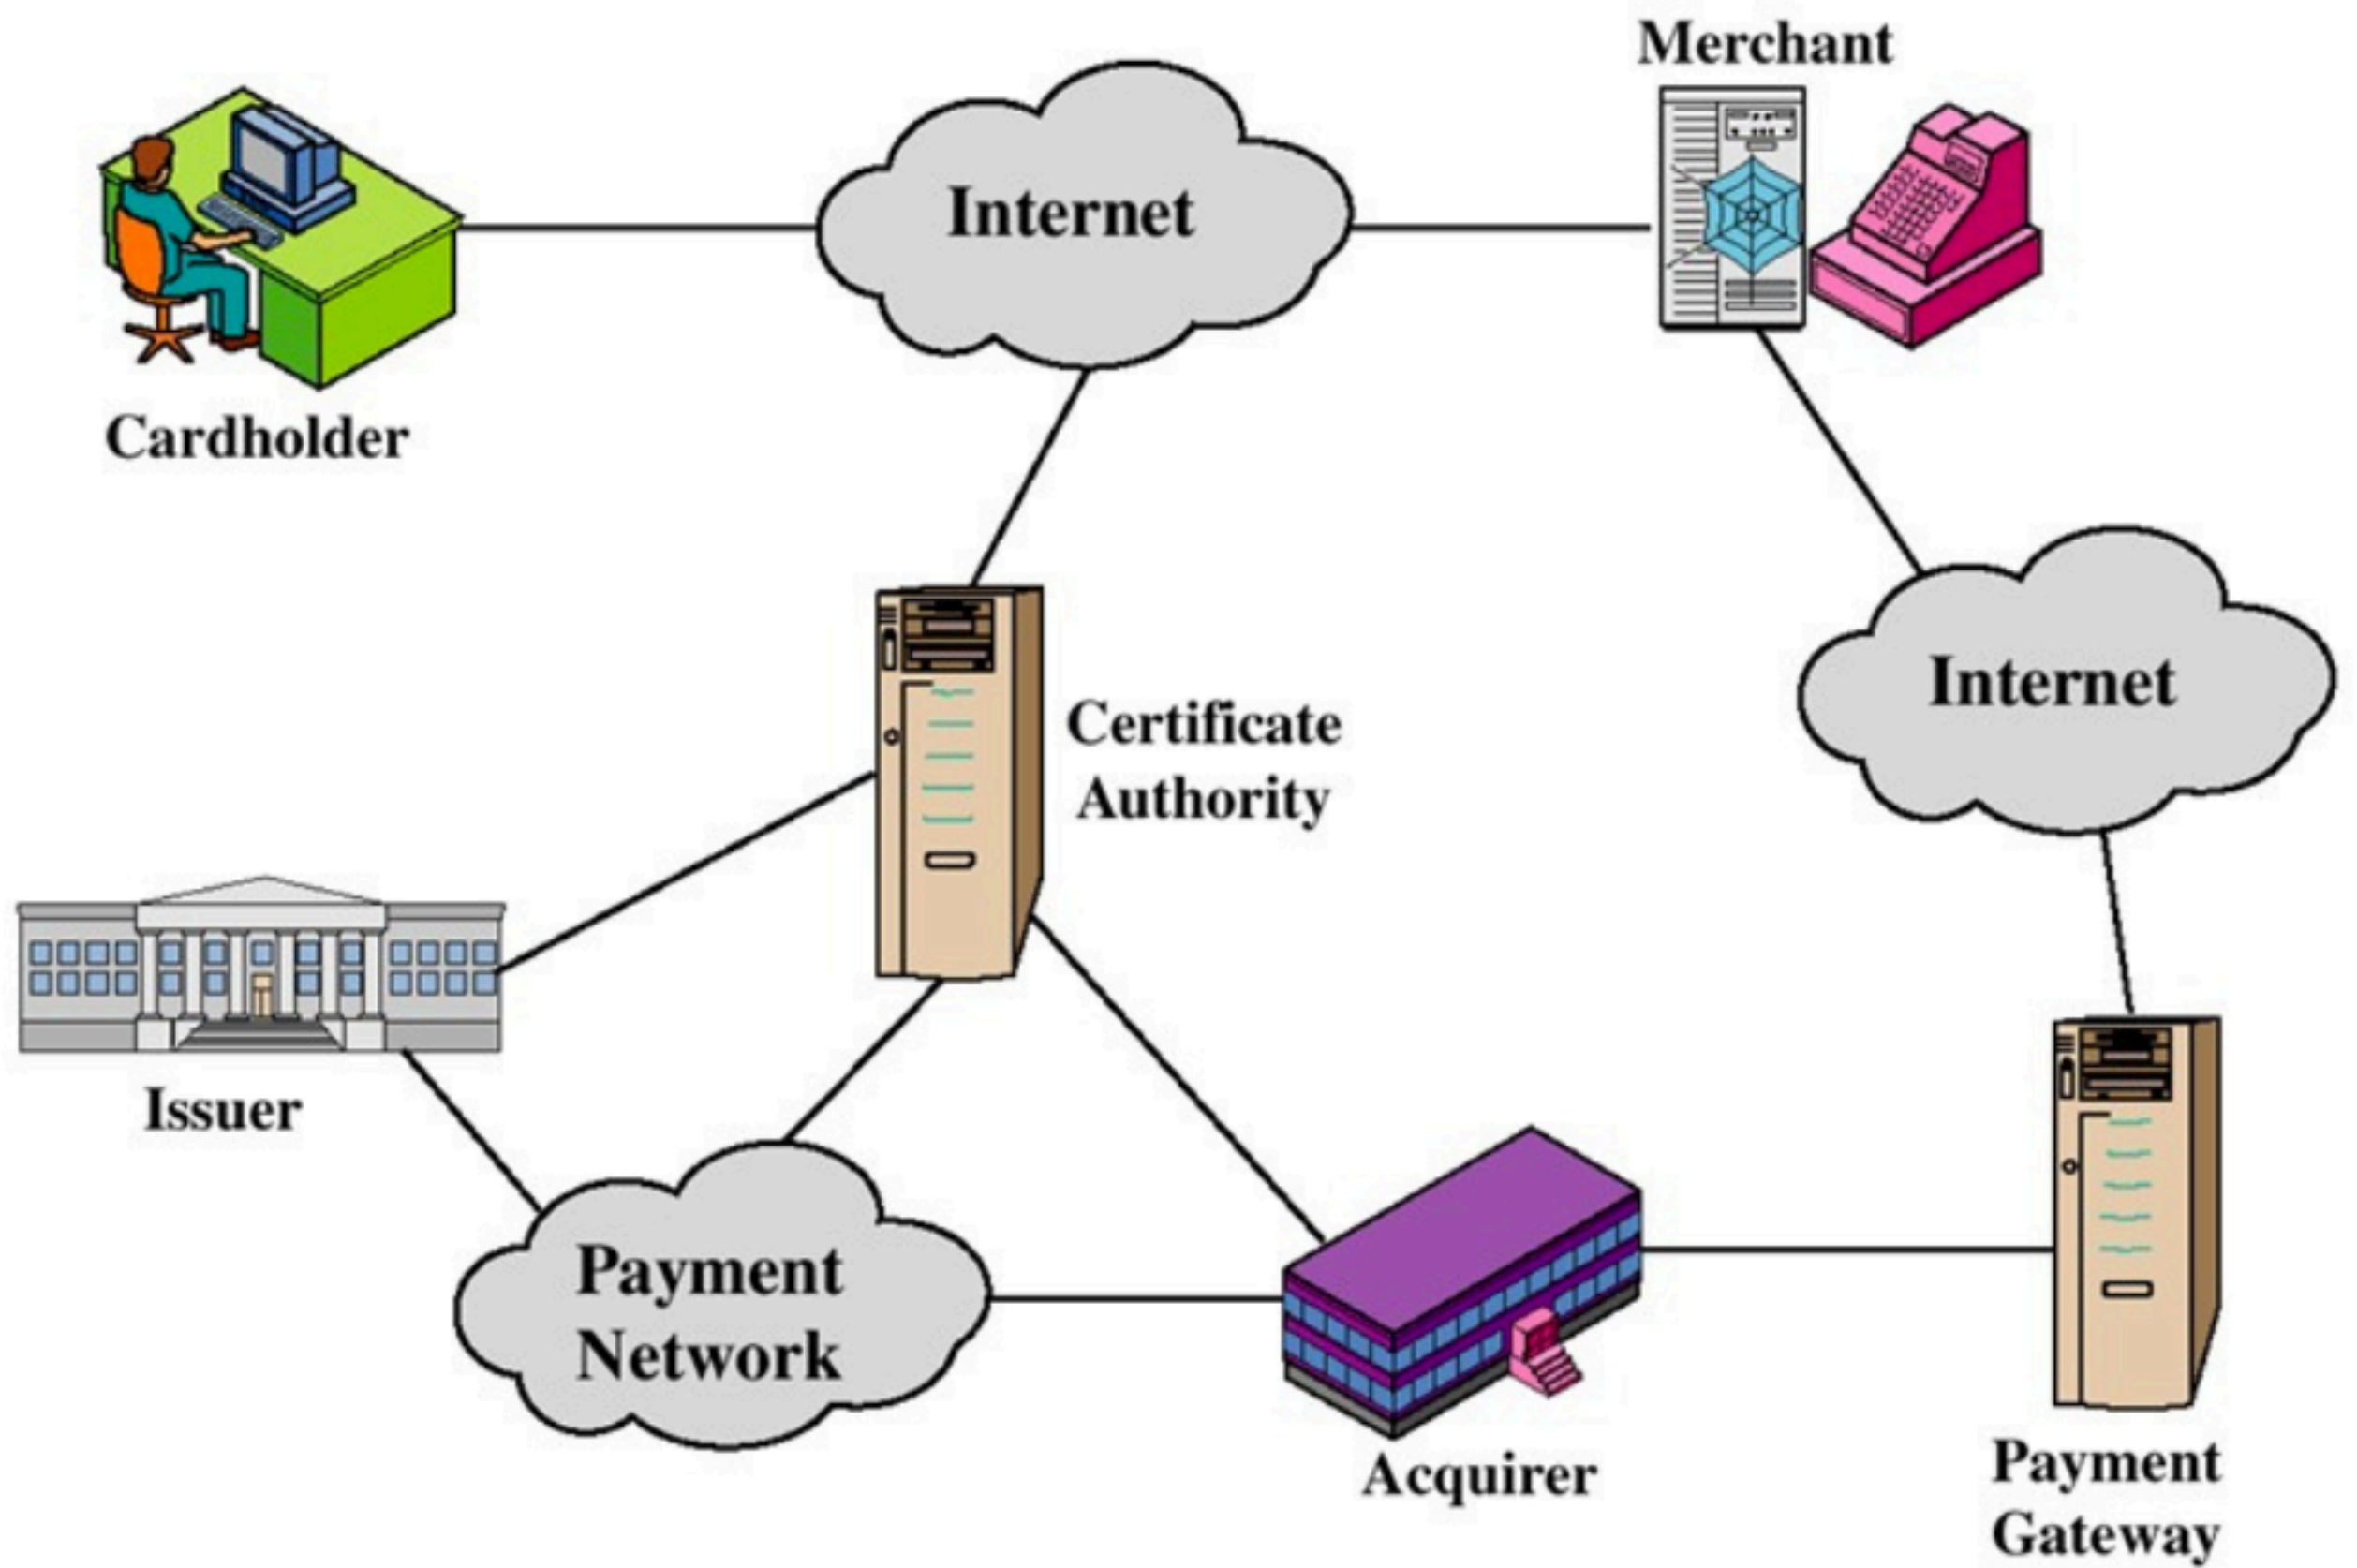 Merchant
Internet
Cardholder
Internet
Certificate
Authority
Issuer
Payment
Network
Acquirer
Payment
Gateway